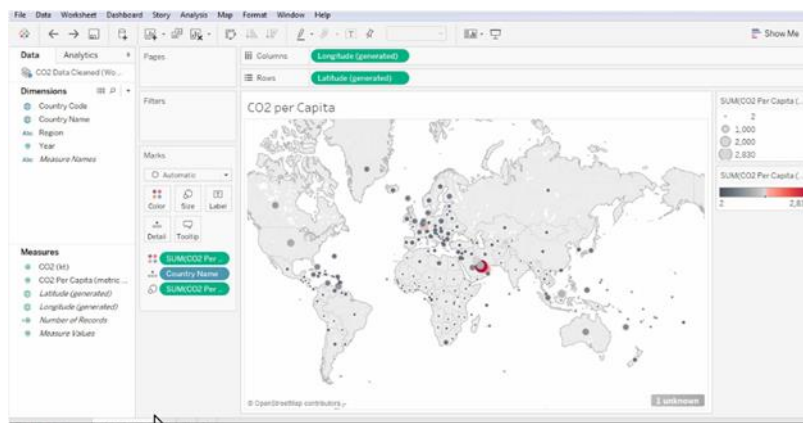 File Data Worksheet Dashboard Story Analysis Map Format Window Help
Show Me
Data Analytics
CO2 Data Cleaned (Wo...
Dimensions
Country Code
Country Name
Abc Region
Year
Abc Measure Names
Measures
CO2 (kt)
CO2 Per Capita (metric ...
Latitude (generated)
Longitude (generated)
Number of Records
Measure Values
Pages
Filters
Marks
Automatic
Color Size Label
Detail Tooltip
SUM(CO2 Per ...
Country Name
SUM(CO2 Per ...
Columns Longitude (generated)
Rows Latitude (generated)
CO2 per Capita
© OpenStreetMap contributors
1 unknown
SUM(CO2 Per Capita (...
2
1,000
2,000
2,830
SUM(CO2 Per Capita (...
2 2,83